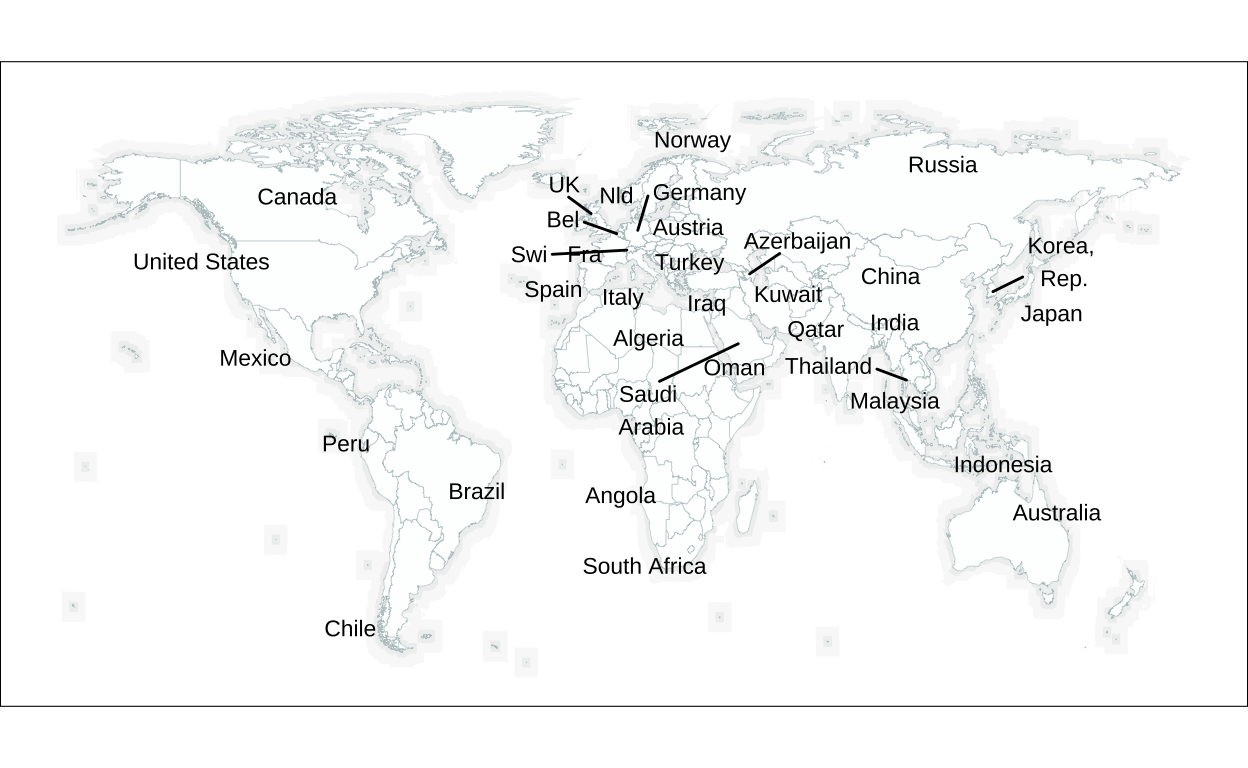 Norway
Russia
UK
Nld
Germany
Canada
Bel
Austria
Azerbaijan
Korea,
Swi
Fra
Turkey
United States
China
Rep.
Spain
Italy
Iraq
Kuwait
Japan
Algeria
Qatar
India
Mexico
Oman
Thailand
Saudi
Malaysia
Arabia
Peru
Indonesia
Brazil
Angola
Australia
South Africa
Chile